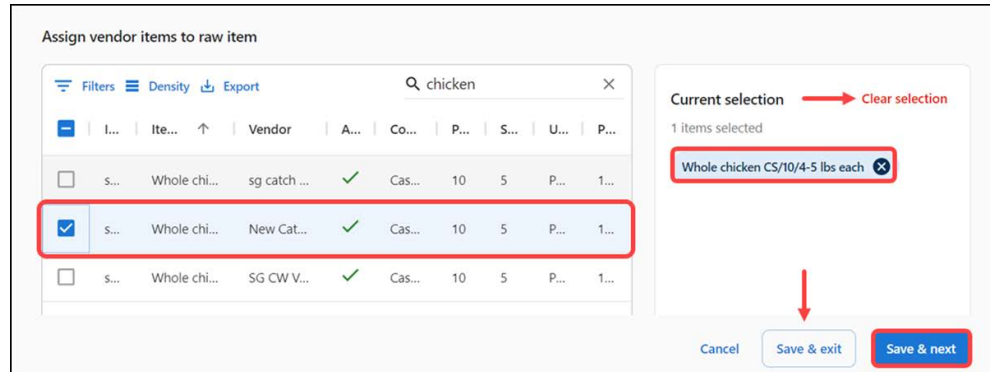 Assign vendor items to raw item
Filters Density Export chicken
I... Ite... Vendor A... Co... P... S... U... P...
s... Whole chi... sg catch ... Cas... 10 5 P... 1...
s... Whole chi... New Cat... Cas... 10 5 P... 1...
s... Whole chi... SG CW V... Cas... 10 5 P... 1...
Current selection Clear selection
1 items selected
Whole chicken CS/10/4-5 lbs each
Cancel Save & exit Save & next